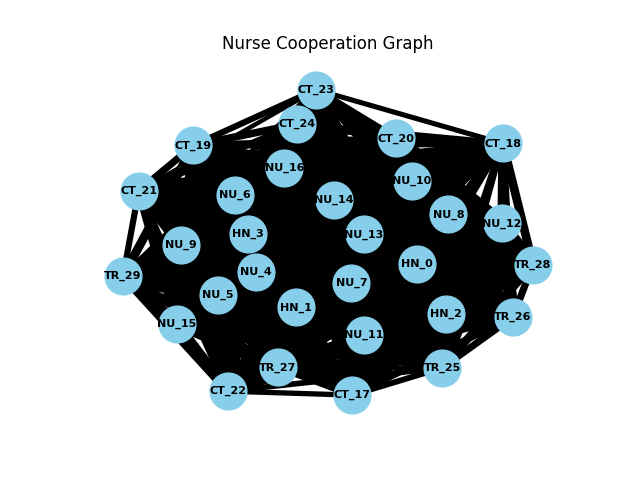 Nurse Cooperation Graph
CT_23
CT_24
CT_20
CT_18
CT_19
NU_16
NU_10
CT_21
NU_6
NU_14
NU_8
NU_12
HN_3
NU_13
NU_9
HN_0
TR_28
NU_4
TR_29
NU_7
NU_5
HN_1
HN_2
TR_26
NU_15
NU_11
TR_27
TR_25
CT_22
CT_17